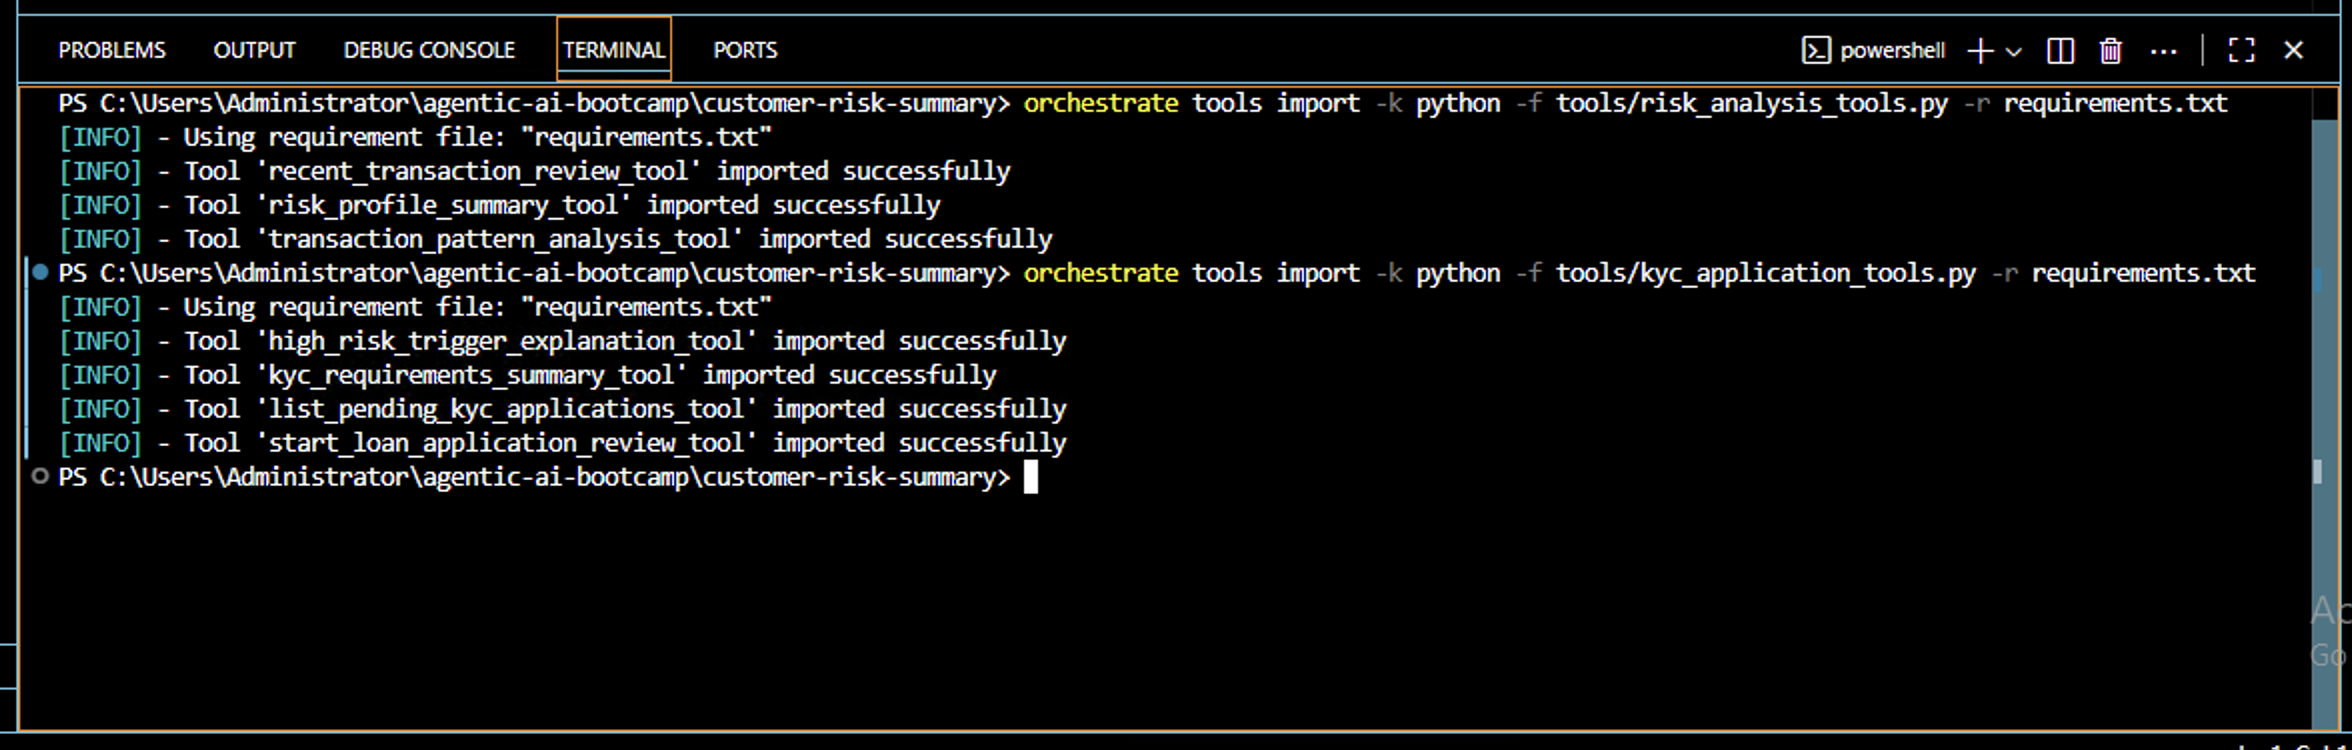 PROBLEMS OUTPUT DEBUG CONSOLE TERMINAL PORTS powershell
PS C:\Users\Administrator\agentic-ai-bootcamp\customer-risk-summary> orchestrate tools import -k python -f tools/risk_analysis_tools.py -r requirements.txt
[INFO] - Using requirement file: "requirements.txt"
[INFO] - Tool 'recent_transaction_review_tool' imported successfully
[INFO] - Tool 'risk_profile_summary_tool' imported successfully
[INFO] - Tool 'transaction_pattern_analysis_tool' imported successfully
PS C:\Users\Administrator\agentic-ai-bootcamp\customer-risk-summary> orchestrate tools import -k python -f tools/kyc_application_tools.py -r requirements.txt
[INFO] - Using requirement file: "requirements.txt"
[INFO] - Tool 'high_risk_trigger_explanation_tool' imported successfully
[INFO] - Tool 'kyc_requirements_summary_tool' imported successfully
[INFO] - Tool 'list_pending_kyc_applications_tool' imported successfully
[INFO] - Tool 'start_loan_application_review_tool' imported successfully
PS C:\Users\Administrator\agentic-ai-bootcamp\customer-risk-summary>
Go